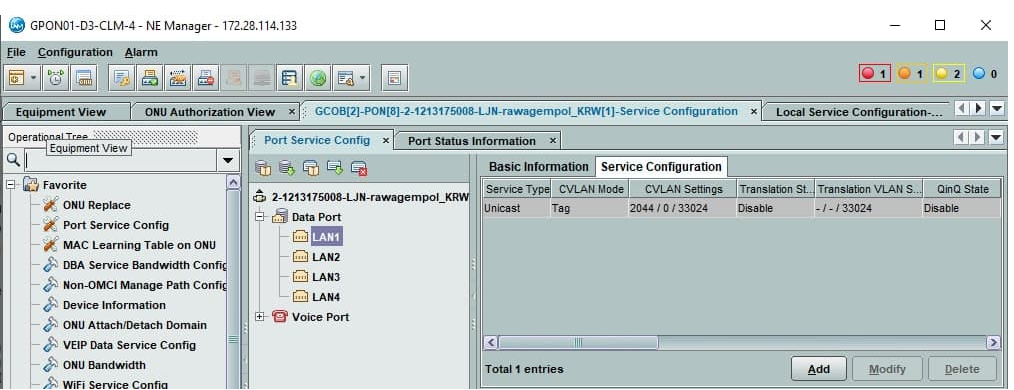 GPON01-D3-CLM-4 - NE Manager - 172.28.114.133
File Configuration Alarm
1 1 2 0
Equipment View
ONU Authorization View ×
GCOB[2]-PON[8]-2-1213175008-LJN-rawagempol_KRW[1]-Service Configuration ×
Local Service Configuration-...
Operational Tree
Equipment View
Favorite
ONU Replace
Port Service Config
MAC Learning Table on ONU
DBA Service Bandwidth Config
Non-OMCI Manage Path Config
Device Information
ONU Attach/Detach Domain
VEIP Data Service Config
ONU Bandwidth
WiFi Service Config
Port Service Config ×
Port Status Information ×
2-1213175008-LJN-rawagempol_KRW
Data Port
LAN1
LAN2
LAN3
LAN4
Voice Port
Basic Information Service Configuration
Service Type CVLAN Mode CVLAN Settings Translation St... Translation VLAN S... QinQ State
Unicast Tag 2044 / 0 / 33024 Disable - / - / 33024 Disable
Total 1 entries
Add Modify Delete